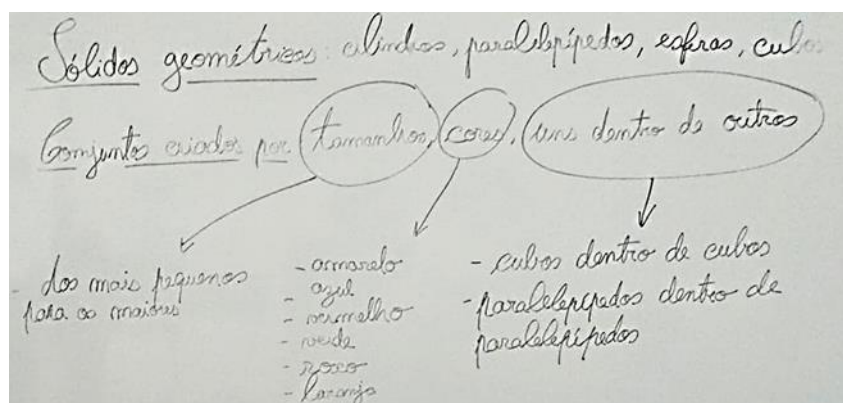 Sólidos geométricos: cilindros, paralelepípedos, esferas, cubos
Conjuntos criados por tamanhos, cores, uns dentro de outros
- dos mais pequenos
para os maiores
- amarelo
- azul
- vermelho
- verde
- roxo
- laranja
- cubos dentro de cubos
- paralelepípedos dentro de
paralelepípedos